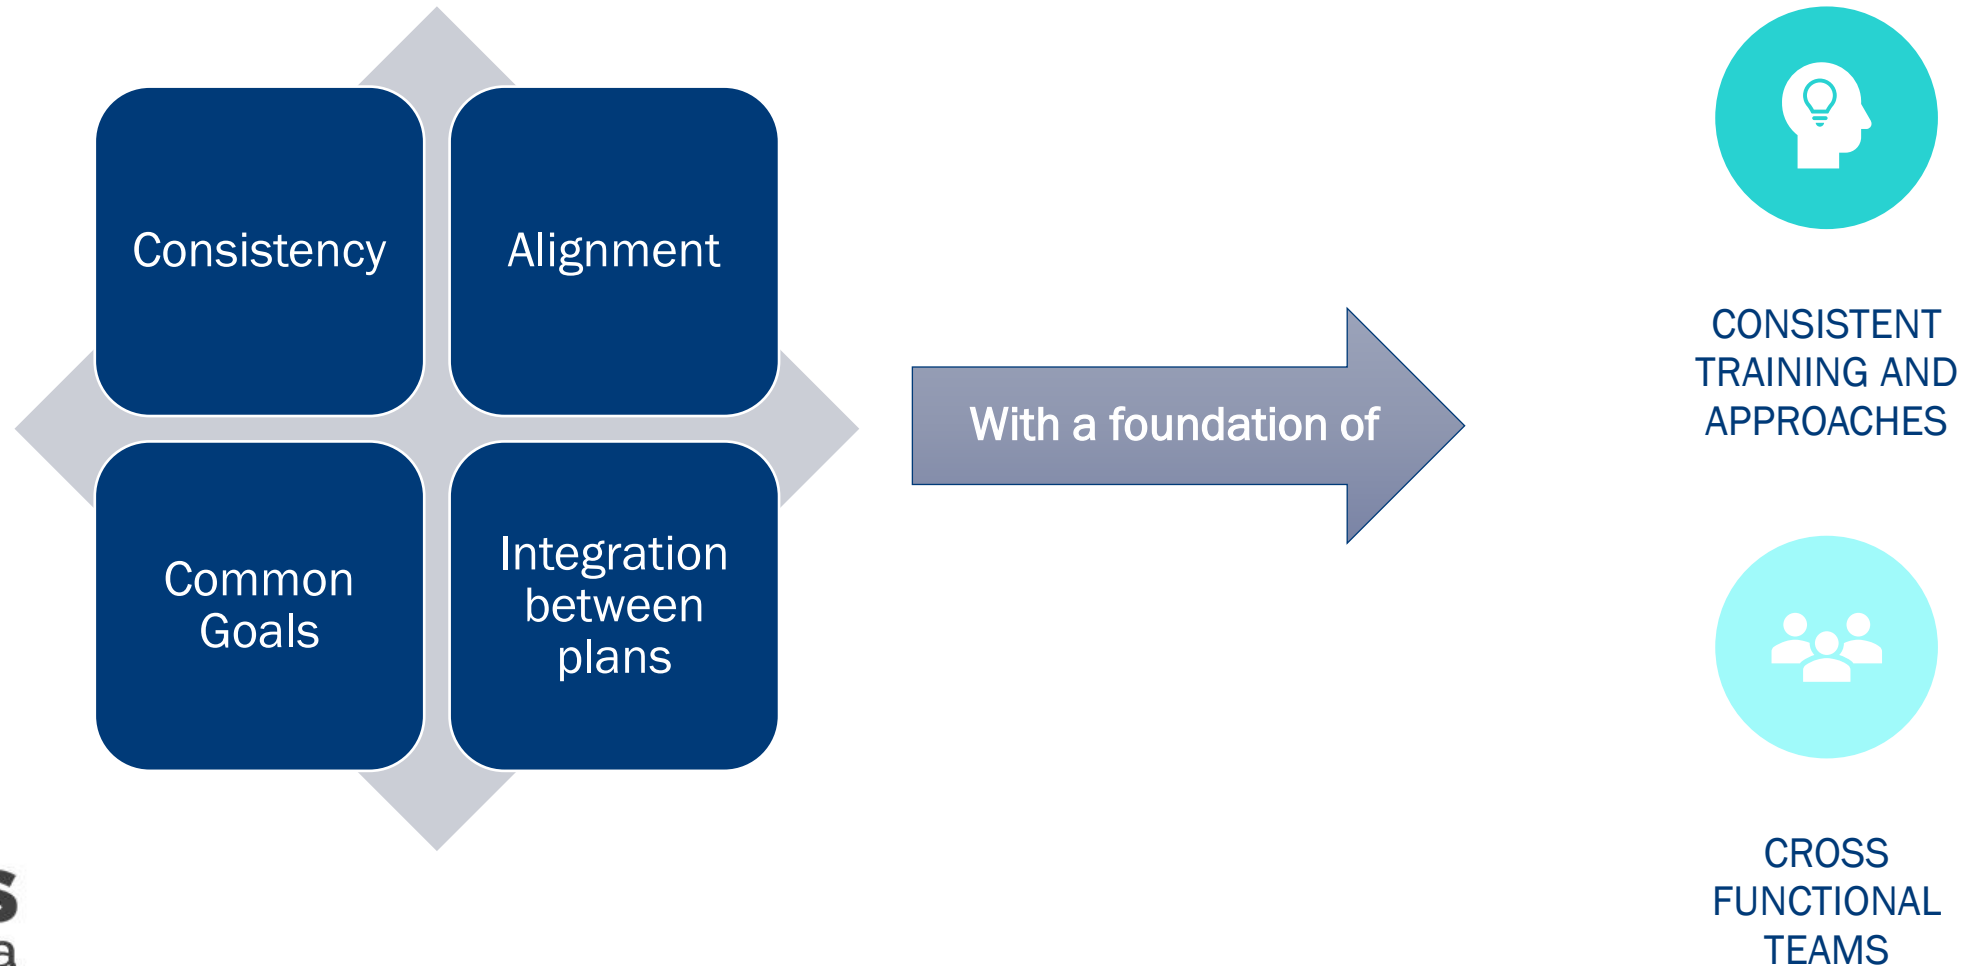 Consistency
Alignment
Common
Goals
Integration
between
plans
With a foundation of
CONSISTENT
TRAINING AND
APPROACHES
CROSS
FUNCTIONAL
TEAMS